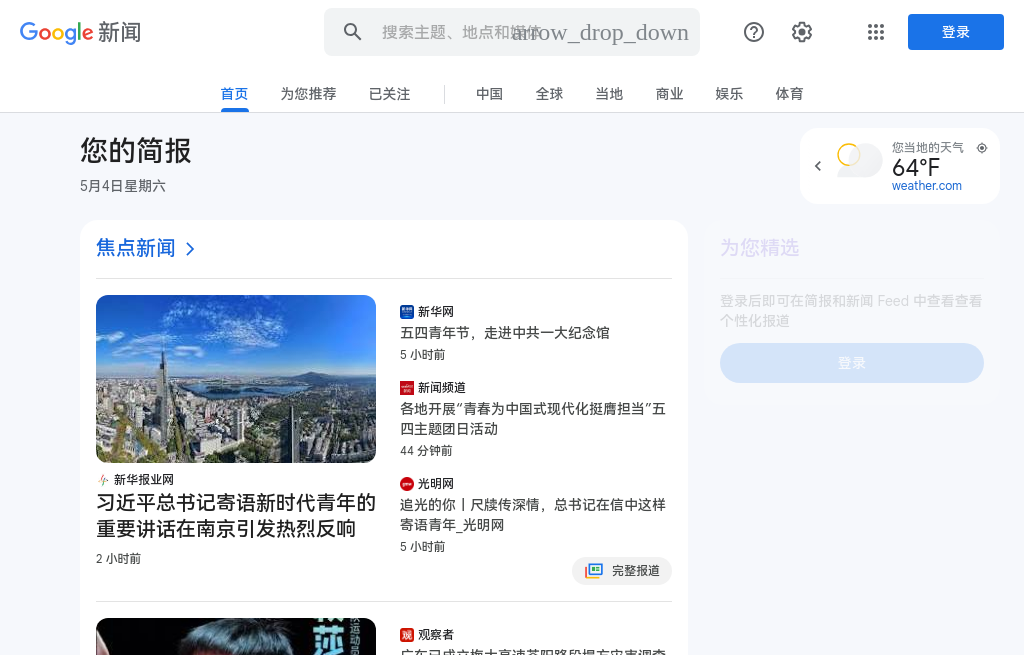 Google 新闻
搜索主题、地点和媒体
arrow_drop_down
登录
首页
为您推荐
已关注
中国
全球
当地
商业
娱乐
体育
您的简报
5月4日星期六
您当地的天气
64°F
weather.com
焦点新闻
新华报业网
习近平总书记寄语新时代青年的
重要讲话在南京引发热烈反响
2 小时前
新华网
五四青年节，走进中共一大纪念馆
5 小时前
新闻频道
各地开展“青春为中国式现代化挺膺担当”五
四主题团日活动
44 分钟前
光明网
追光的你丨尺牍传深情，总书记在信中这样
寄语青年_光明网
5 小时前
完整报道
为您精选
登录后即可在简报和新闻 Feed 中查看查看
个性化报道
登录
观察者